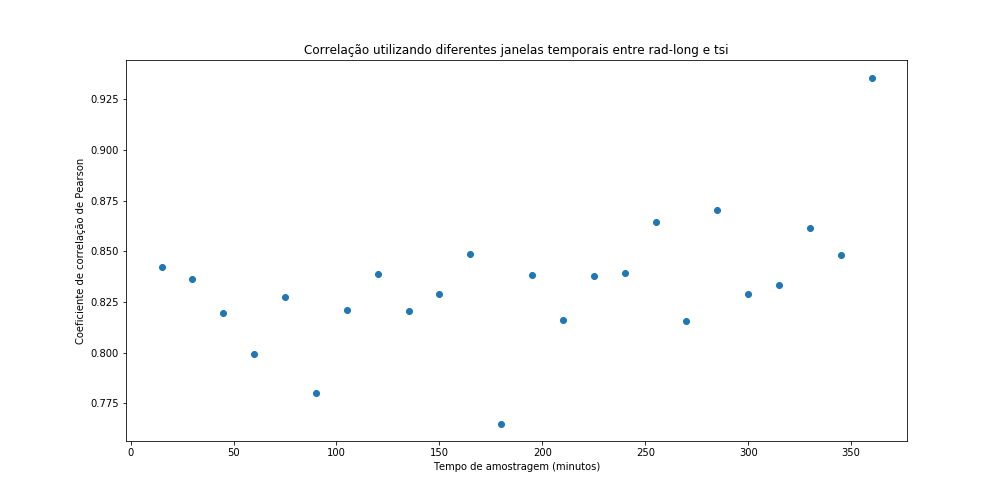 Correlação utilizando diferentes janelas temporais entre rad-long e tsi
0.925
0.900
0.875
0.850
0.825
0.800
0.775
Coeficiente de correlação de Pearson
0 50 100 150 200 250 300 350
Tempo de amostragem (minutos)